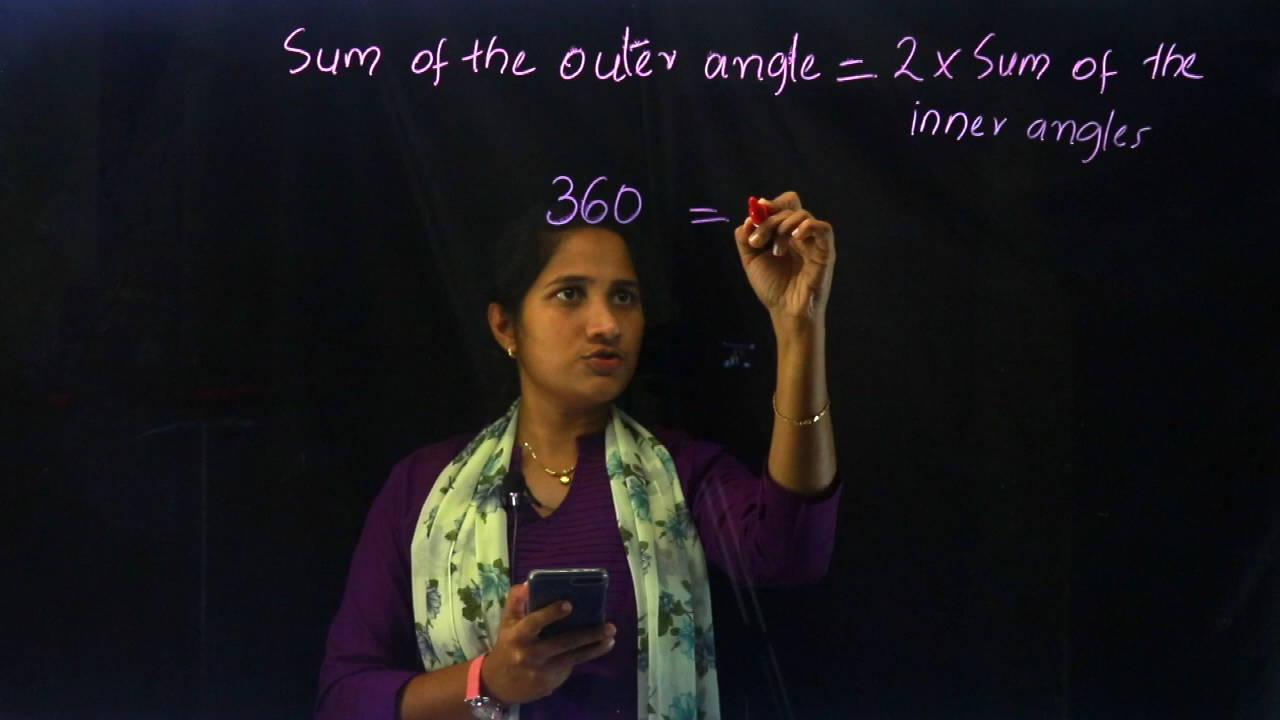 Sum of the outer angle = 2 x Sum of the
inner angles
360 =